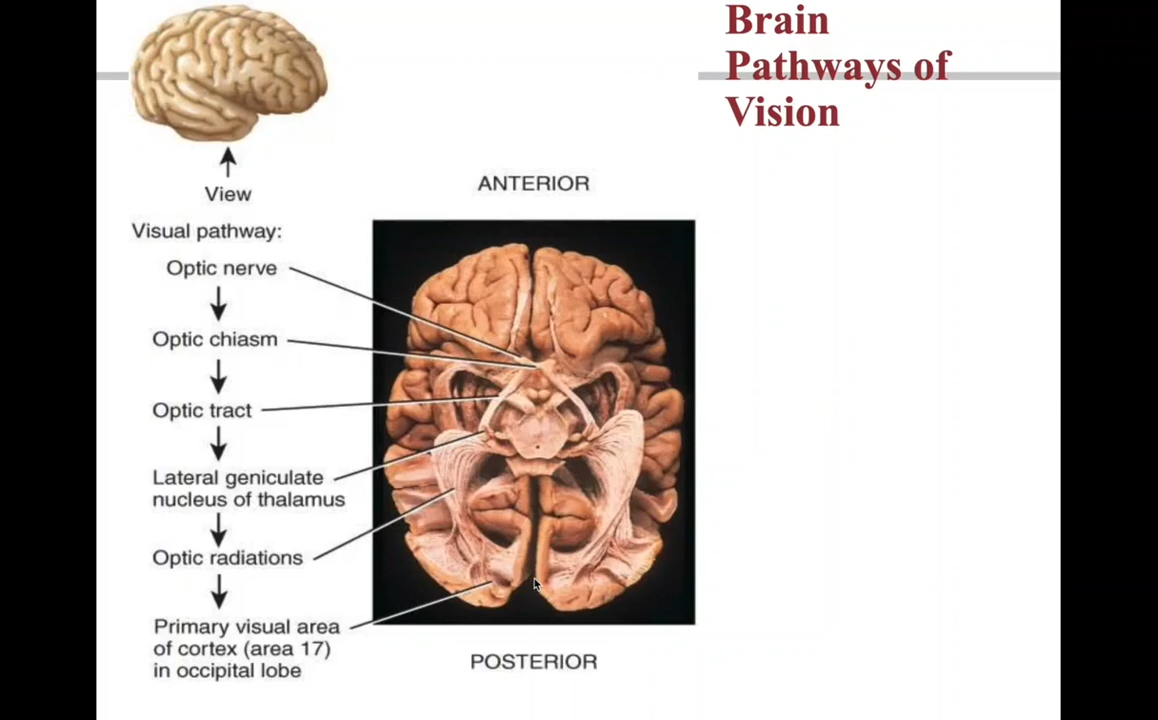 Brain
Pathways of
Vision
View
ANTERIOR
Visual pathway:
Optic nerve
Optic chiasm
Optic tract
Lateral geniculate
nucleus of thalamus
Optic radiations
Primary visual area
of cortex (area 17)
in occipital lobe
POSTERIOR